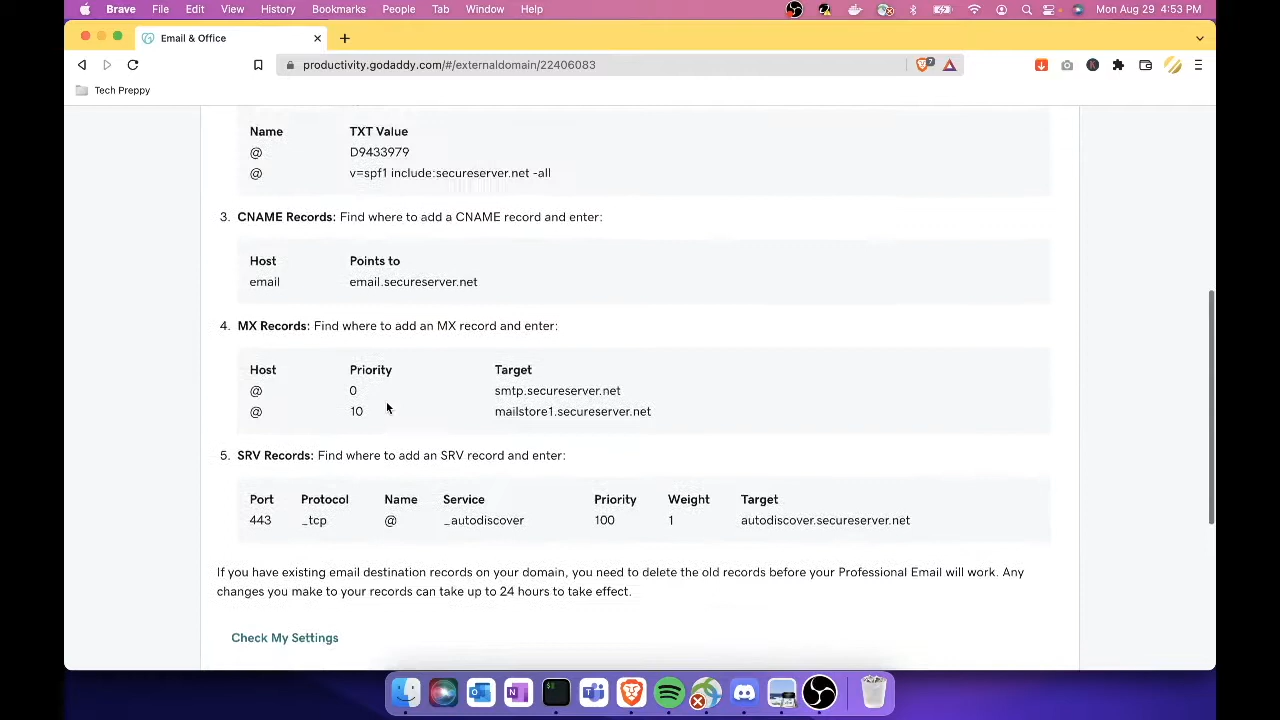 Brave File Edit View History Bookmarks People Tab Window Help Mon Aug 29 4:53 PM
Email & Office
productivity.godaddy.com/#/externaldomain/22406083
Tech Preppy
Name TXT Value
@ D9433979
@ v=spf1 include:secureserver.net -all
3. CNAME Records: Find where to add a CNAME record and enter:
Host Points to
email email.secureserver.net
4. MX Records: Find where to add an MX record and enter:
Host Priority Target
@ 0 smtp.secureserver.net
@ 10 mailstore1.secureserver.net
5. SRV Records: Find where to add an SRV record and enter:
Port Protocol Name Service Priority Weight Target
443 _tcp @ _autodiscover 100 1 autodiscover.secureserver.net
If you have existing email destination records on your domain, you need to delete the old records before your Professional Email will work. Any
changes you make to your records can take up to 24 hours to take effect.
Check My Settings